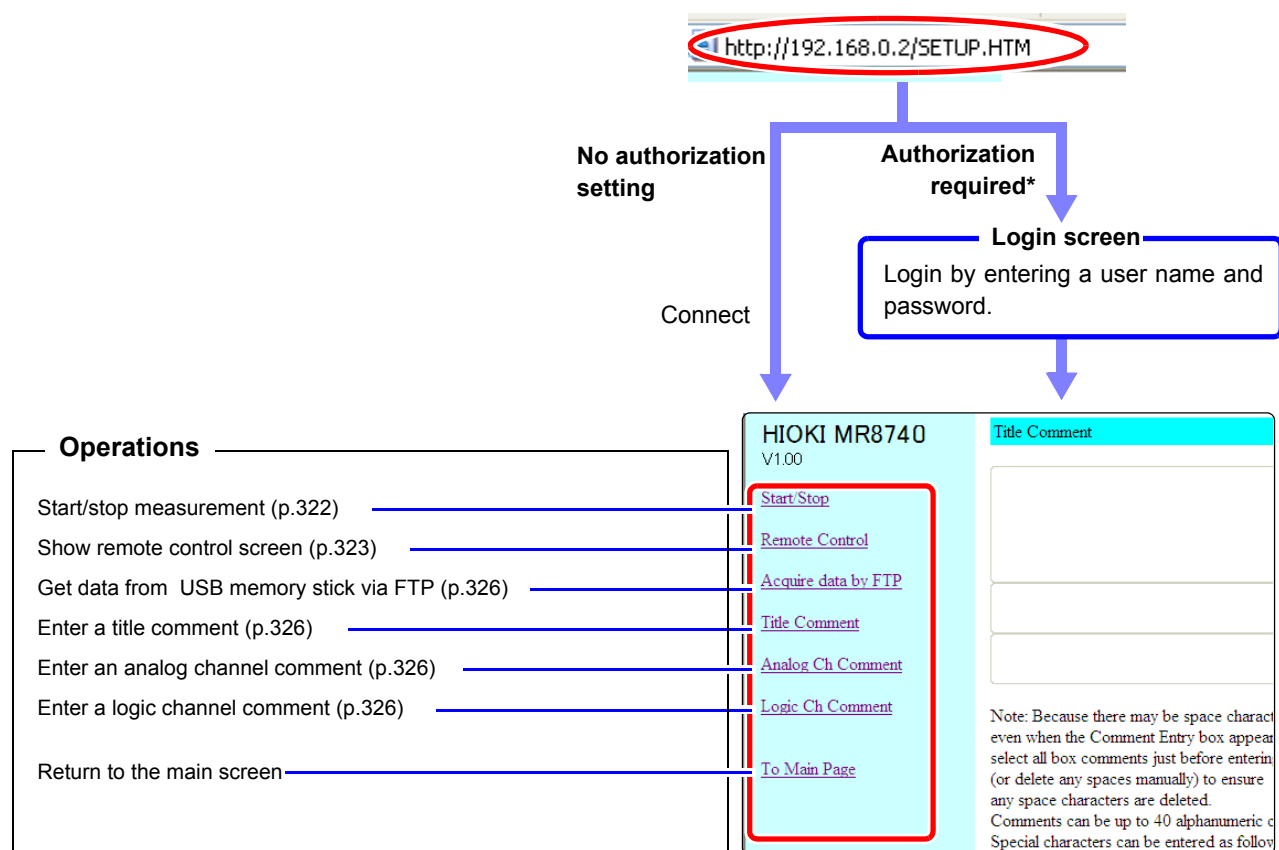 http://192.168.0.2/SETUP.HTM
No authorization
setting
Authorization
required*
Login screen
Login by entering a user name and
password.
Connect
Operations
Start/stop measurement (p.322)
Show remote control screen (p.323)
Get data from USB memory stick via FTP (p.326)
Enter a title comment (p.326)
Enter an analog channel comment (p.326)
Enter a logic channel comment (p.326)
Return to the main screen
HIOKI MR8740
V1.00
Start/Stop
Remote Control
Acquire data by FTP
Title Comment
Analog Ch Comment
Logic Ch Comment
To Main Page
Title Comment
Note: Because there may be space charact
even when the Comment Entry box appear
select all box comments just before enterin
(or delete any spaces manually) to ensure
any space characters are deleted.
Comments can be up to 40 alphanumeric c
Special characters can be entered as follow